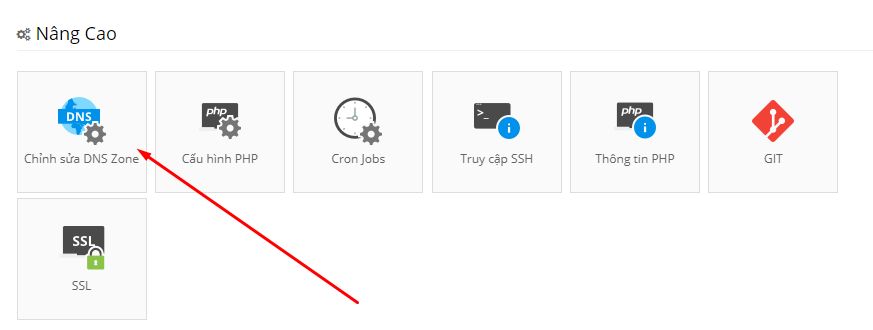 Nâng Cao
DNS
php
>_
i
php
i
Chỉnh sửa DNS Zone
Cấu hình PHP
Cron Jobs
Truy cập SSH
Thông tin PHP
GIT
SSL
SSL